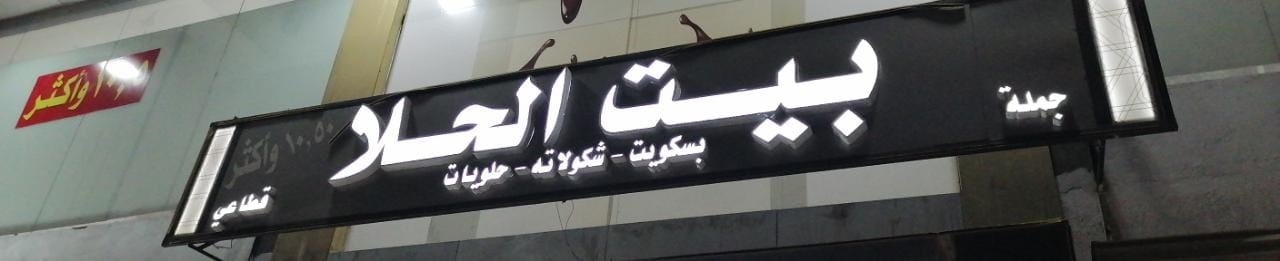 بيت الحلا
بسكويت - شكولاته - حلويات
جملة
قطاعي
١٠,٥٠ وأكثر
وأكثر